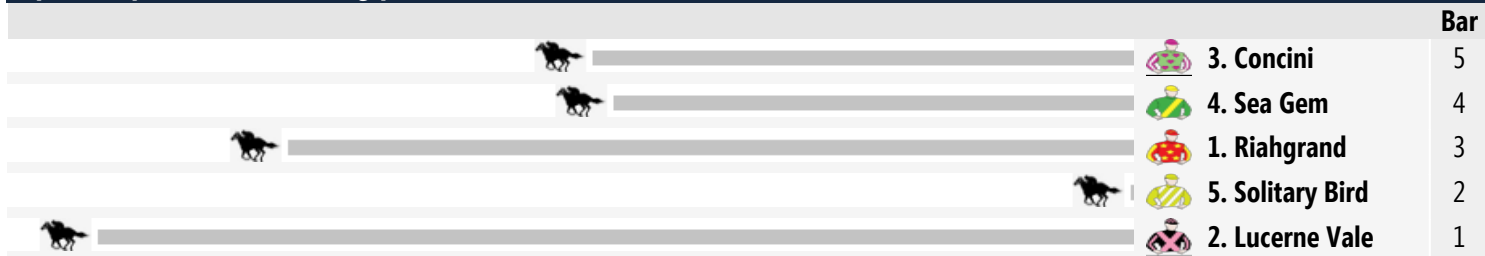 Bar
3. Concini 5
4. Sea Gem 4
1. Riahgrand 3
5. Solitary Bird 2
2. Lucerne Vale 1